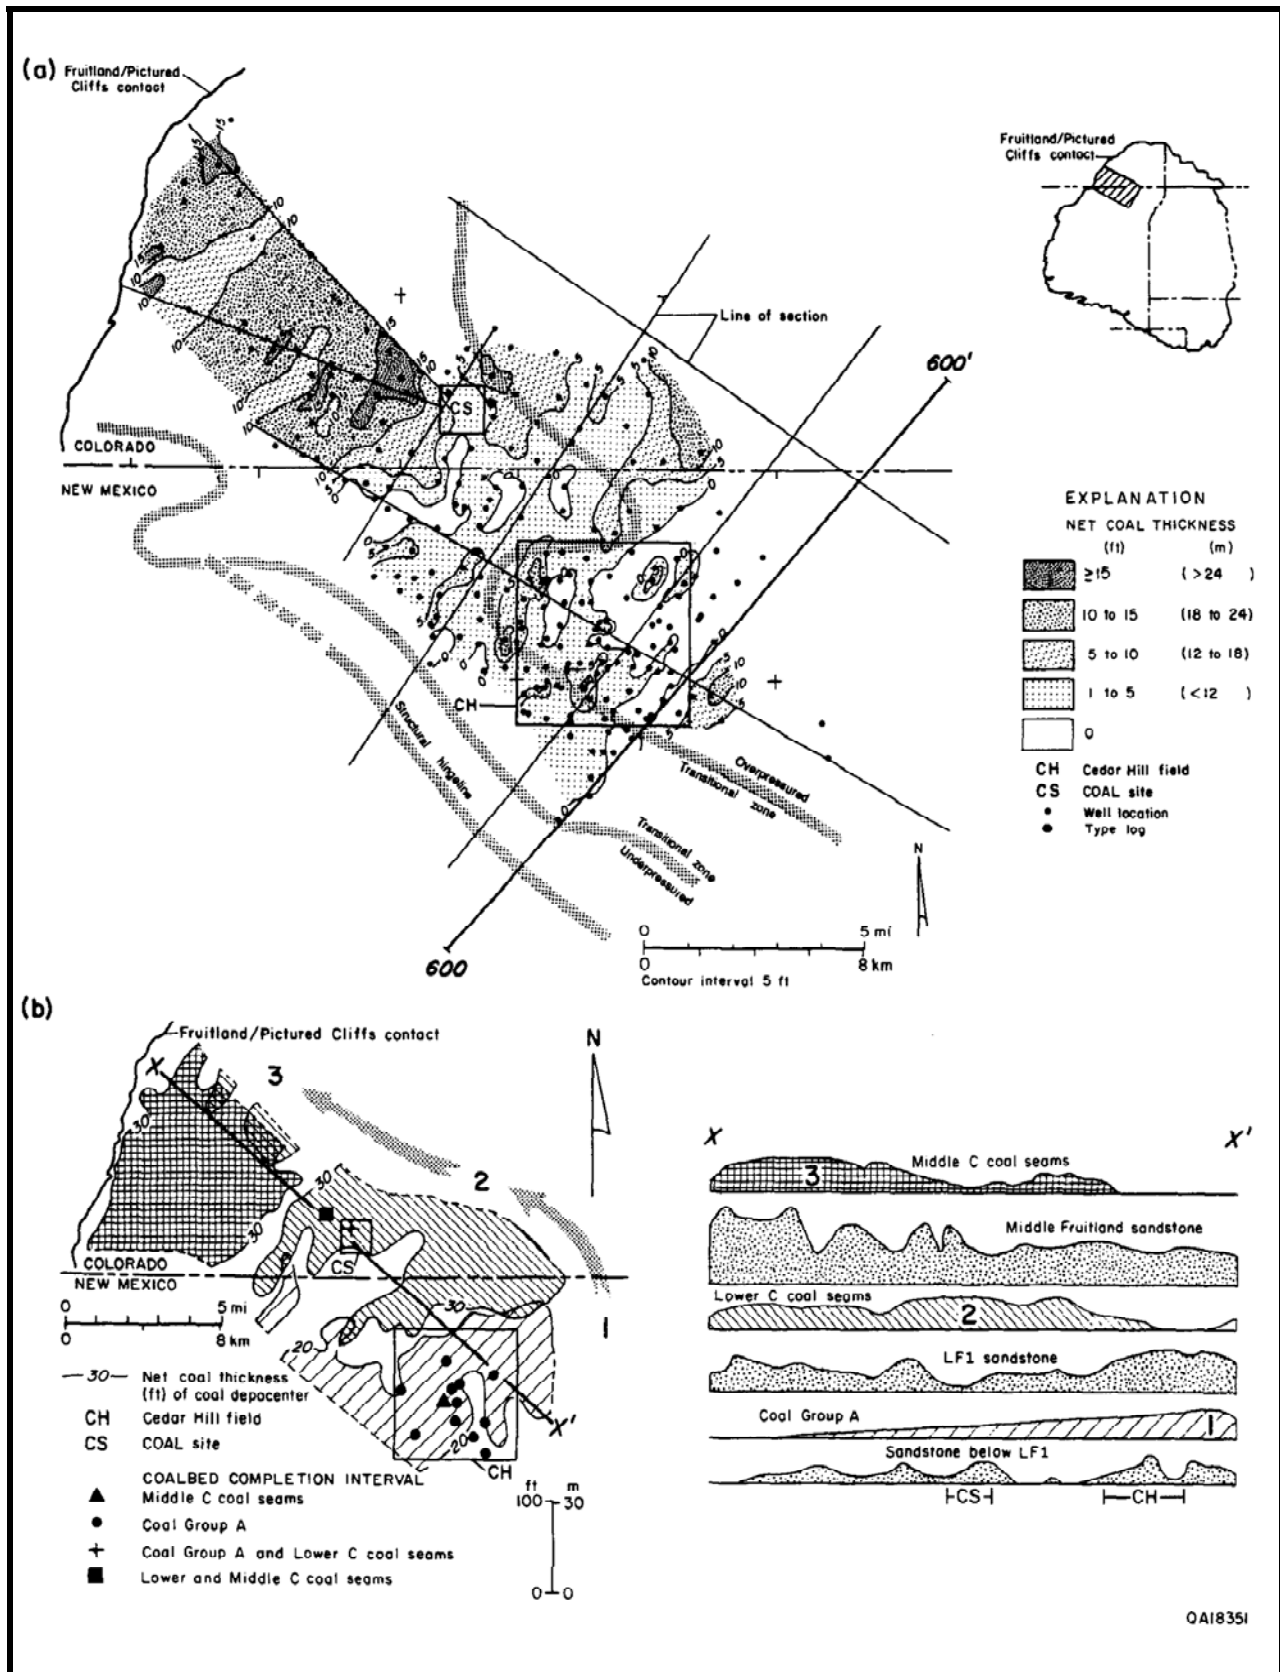 (a)
Fruitland/Pictured
Cliffs contact
Fruitland/Pictured
Cliffs contact
Line of section
600'
CS
COLORADO
NEW MEXICO
CH
Structural hingeline
Overpressured
Transitional zone
Transitional zone
Underpressured
600
N
0 5 mi
0 8 km
Contour interval 5 ft
EXPLANATION
NET COAL THICKNESS
(ft) (m)
≥15 (>24 )
10 to 15 (18 to 24)
5 to 10 (12 to 18)
1 to 5 (<12 )
0
CH Cedar Hill field
CS COAL site
Well location
Type log
(b)
Fruitland/Pictured Cliffs contact
N
X
3
30
30
2
30
CS
COLORADO
NEW MEXICO
0 5 mi
0 8 km
1
30
20
20
X'
CH
—30— Net coal thickness
(ft) of coal depocenter
CH Cedar Hill field
CS COAL site
COALBED COMPLETION INTERVAL
Middle C coal seams
Coal Group A
Coal Group A and Lower C coal seams
Lower and Middle C coal seams
ft m
100 30
0 0
X X'
Middle C coal seams
3
Middle Fruitland sandstone
Lower C coal seams
2
LF1 sandstone
Coal Group A
1
Sandstone below LF1
CS CH
QA18351